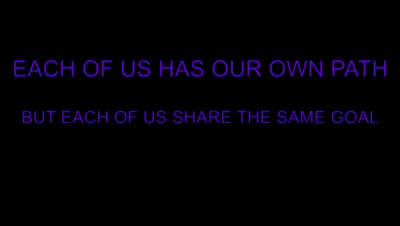 EACH OF US HAS OUR OWN PATH
BUT EACH OF US SHARE THE SAME GOAL